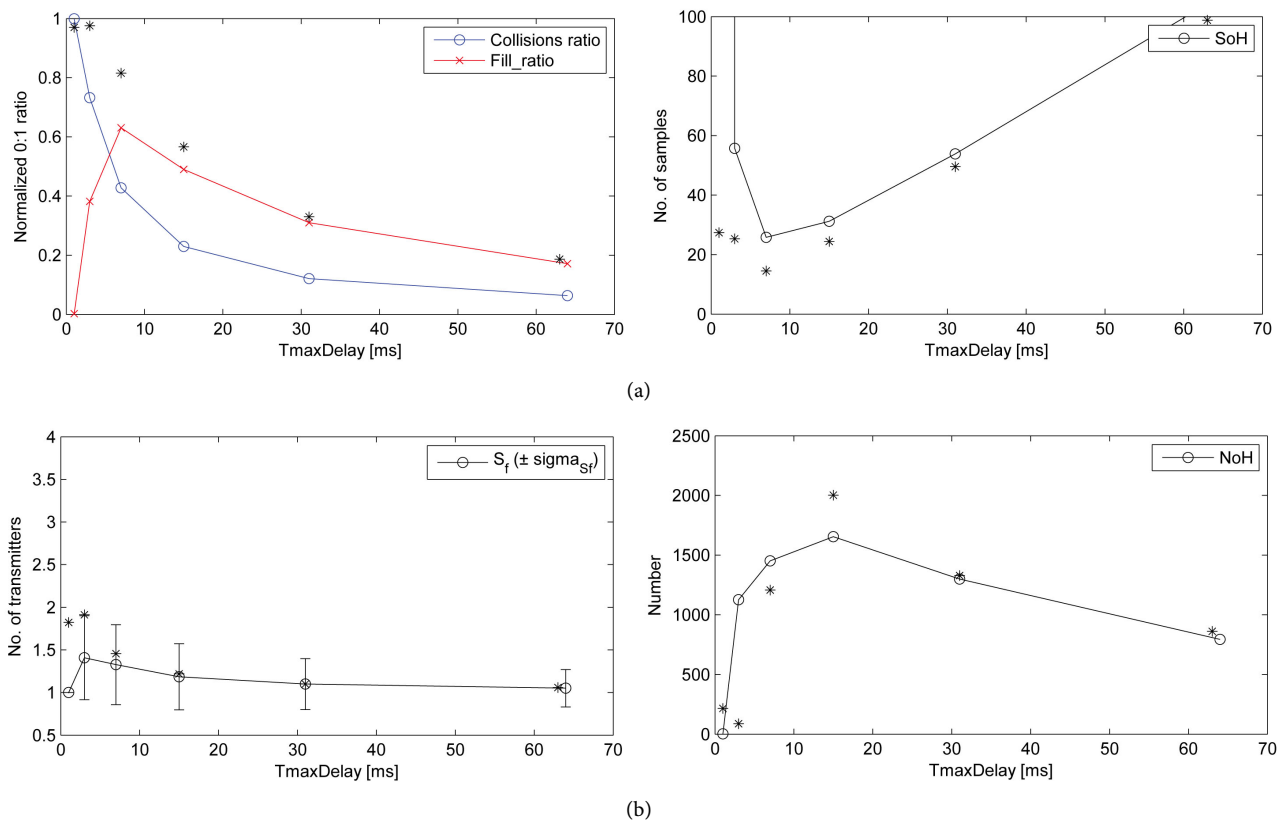 Normalized 0:1 ratio
1
0.8
0.6
0.4
0.2
0
Collisions ratio
Fill_ratio
0 10 20 30 40 50 60 70
TmaxDelay [ms]
No. of samples
100
80
60
40
20
0
SoH
0 10 20 30 40 50 60 70
TmaxDelay [ms]
(a)
No. of transmitters
4
3.5
3
2.5
2
1.5
1
0.5
S_f (± sigma_Sf)
0 10 20 30 40 50 60 70
TmaxDelay [ms]
Number
2500
2000
1500
1000
500
0
NoH
0 10 20 30 40 50 60 70
TmaxDelay [ms]
(b)